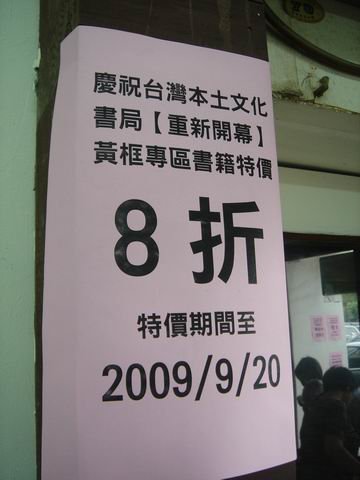 慶祝台灣本土文化
書局【重新開幕】
黃框專區書籍特價
8 折
特價期間至
2009/9/20